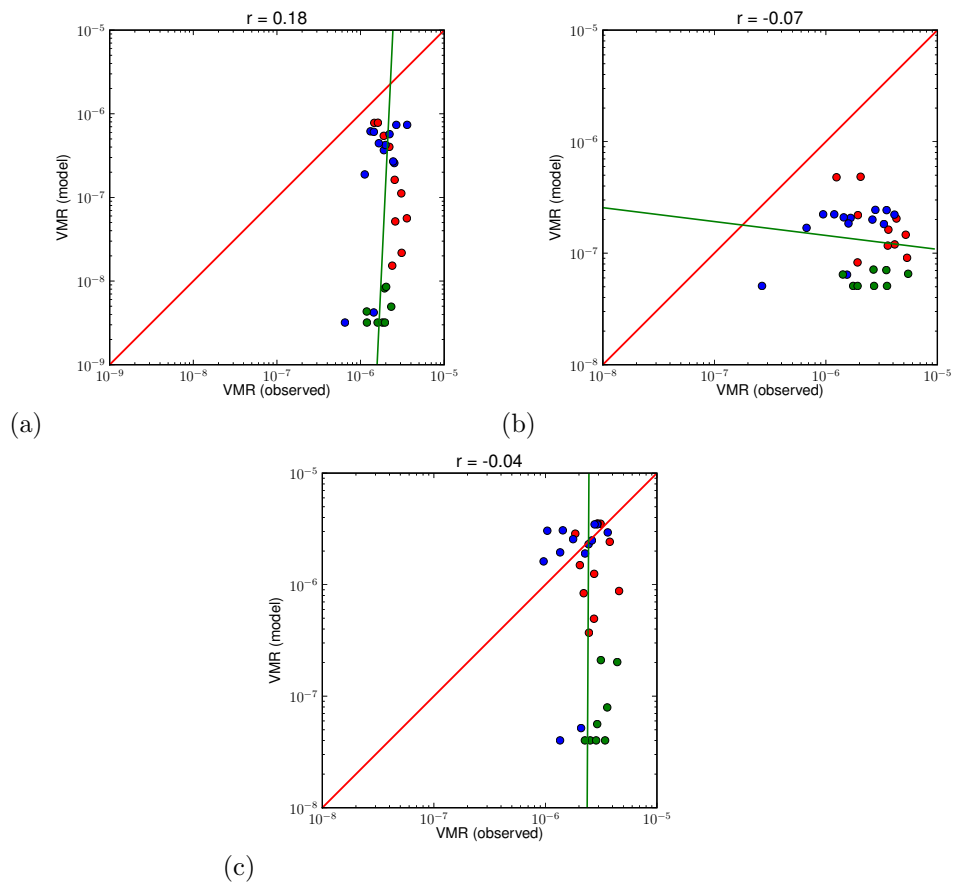 r = 0.18
10⁻⁵
10⁻⁶
10⁻⁷
10⁻⁸
10⁻⁹
VMR (model)
10⁻⁹ 10⁻⁸ 10⁻⁷ 10⁻⁶ 10⁻⁵
VMR (observed)
(a)
r = -0.07
10⁻⁵
10⁻⁶
10⁻⁷
10⁻⁸
VMR (model)
10⁻⁸ 10⁻⁷ 10⁻⁶ 10⁻⁵
VMR (observed)
(b)
r = -0.04
10⁻⁵
10⁻⁶
10⁻⁷
10⁻⁸
VMR (model)
10⁻⁸ 10⁻⁷ 10⁻⁶ 10⁻⁵
VMR (observed)
(c)